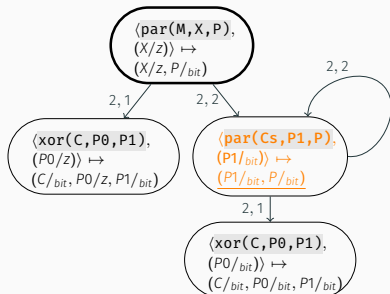 ⟨par(M,X,P),
(X/z)⟩ ↦
(X/z, P/bit)
2, 1
2, 2
2, 2
⟨xor(C,P0,P1),
(P0/z)⟩ ↦
(C/bit, P0/z, P1/bit)
⟨par(Cs,P1,P),
(P1/bit)⟩ ↦
(P1/bit, P/bit)
2, 1
⟨xor(C,P0,P1),
(P0/bit)⟩ ↦
(C/bit, P0/bit, P1/bit)